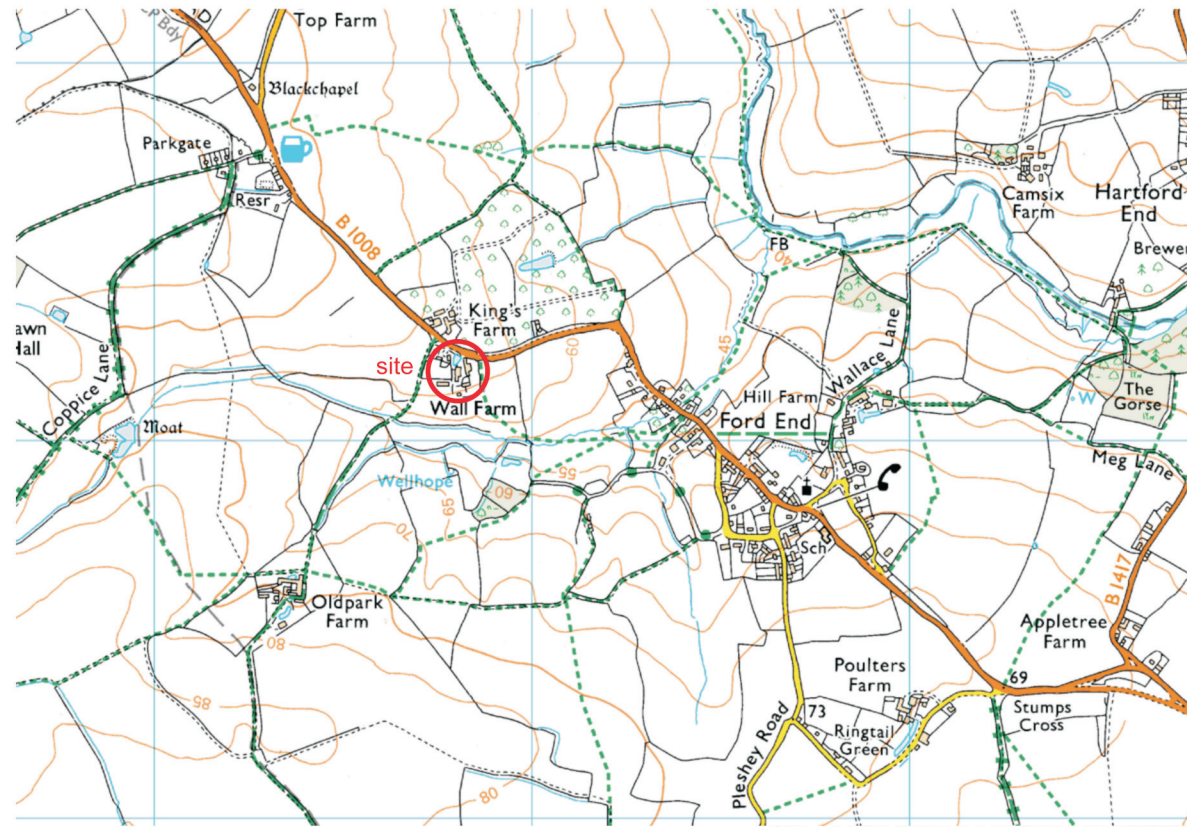 Top Farm
Bdy
Blackchapel
Parkgate
Resr
B 1008
Camsix
Farm
Hartford
End
FB
40
King's
Farm
site
60
45
Wall Farm
Coppice Lane
Moat
Hill Farm
Wallace Lane
Ford End
W
The
Gorse
Meg Lane
Wellhope
55
60
65
70
Sch
B 1417
Oldpark
Farm
80
Appletree
Farm
Poulters
Farm
69
Stumps
Cross
85
73
Ringtail
Green
Pleshey Road
80